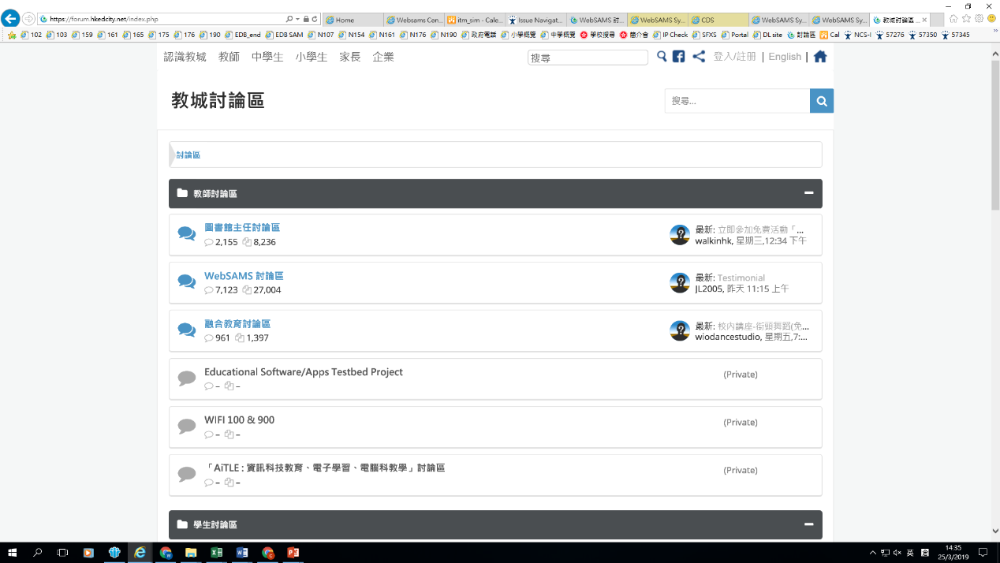 https://forum.hkedcity.net/index.php
Home
Websams Cen...
itm_sim - Cale...
Issue Navigat...
WebSAMS 討...
WebSAMS Sy...
CDS
WebSAMS Sy...
WebSAMS Sy...
教城討論區...
102 103 159 161 165 175 176 190 EDB_end EDB SAM N107 N154 N161 N176 N190 政府電話 小學概覽 中學概覽 學校搜尋 簡介會 IP Check SFXS Portal DL site 討論區 Cal NCS-I 57276 57350 57345
認識教城 教師 中學生 小學生 家長 企業 搜尋 登入/註冊 | English |
教城討論區
搜尋...
討論區
教師討論區
圖書館主任討論區
2,155 8,236
最新: 立即參加免費活動「...
walkinhk, 星期三,12:34 下午
WebSAMS 討論區
7,123 27,004
最新: Testimonial
JL2005, 昨天 11:15 上午
融合教育討論區
961 1,397
最新: 校內講座-街頭舞蹈(免...
wiodancestudio, 星期五,7:...
Educational Software/Apps Testbed Project
– –
(Private)
WIFI 100 & 900
– –
(Private)
「AiTLE : 資訊科技教育、電子學習、電腦科教學」討論區
– –
(Private)
學生討論區
英
14:35
25/3/2019